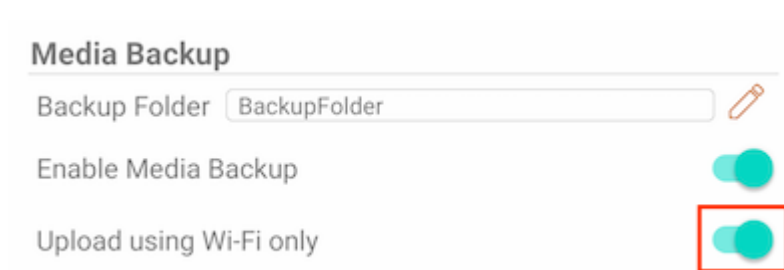 Media Backup
Backup Folder BackupFolder
Enable Media Backup
Upload using Wi-Fi only